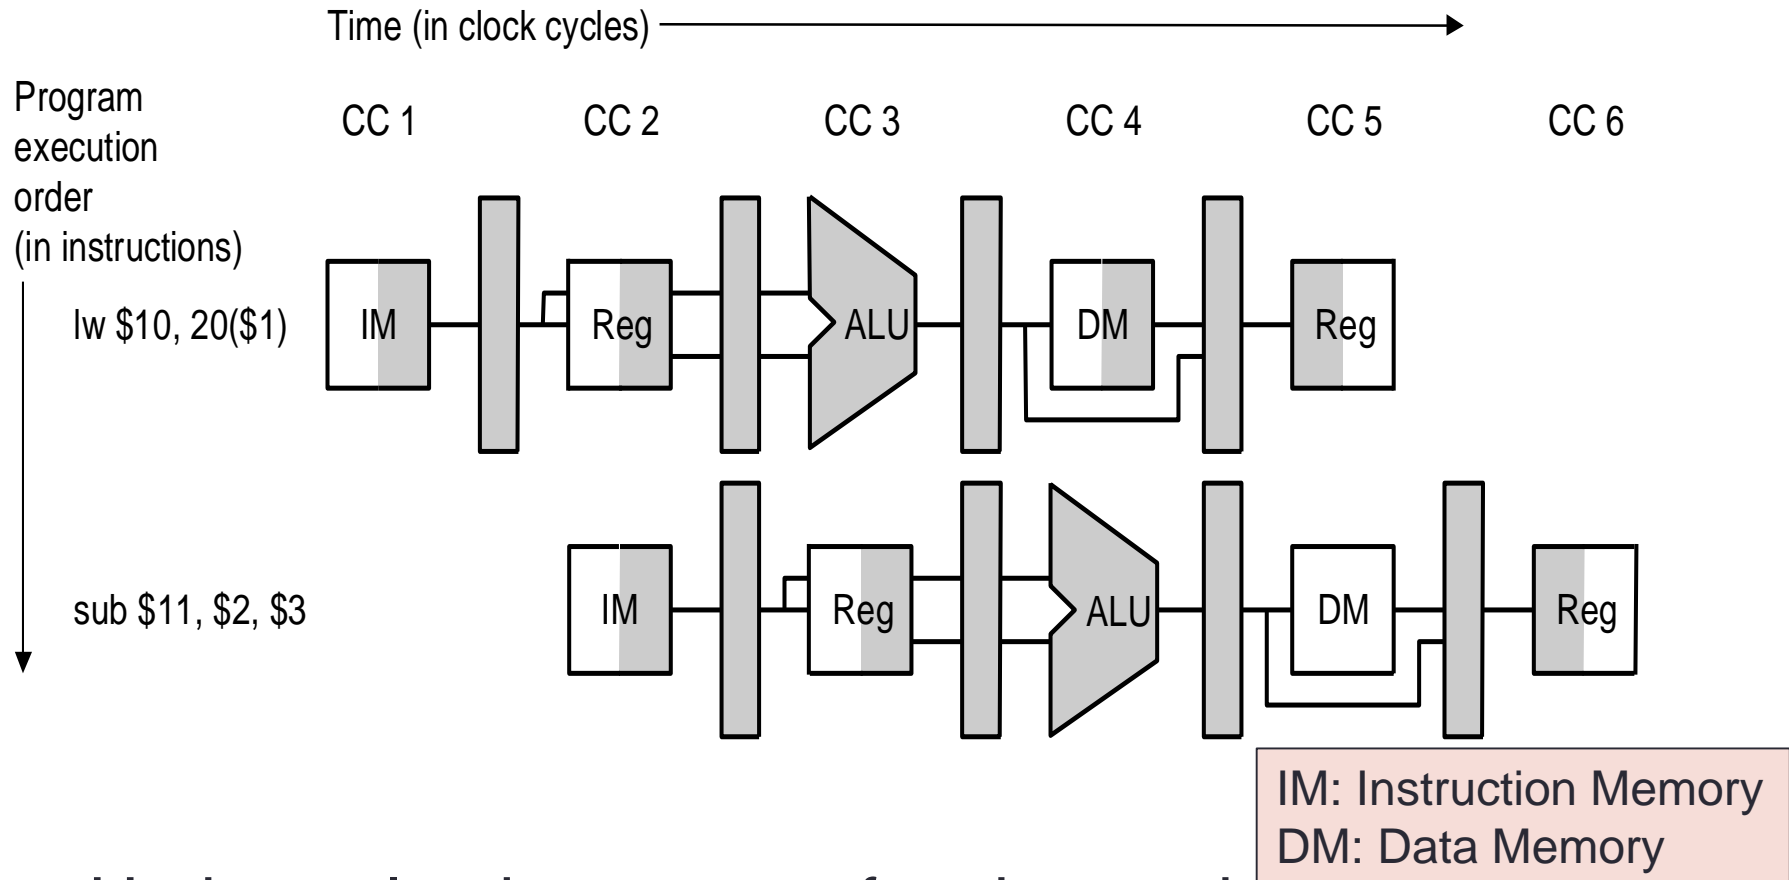 Time (in clock cycles)
Program
execution
order
(in instructions)
CC 1 CC 2 CC 3 CC 4 CC 5 CC 6
lw $10, 20($1)
IM Reg ALU DM Reg
sub $11, $2, $3
IM Reg ALU DM Reg
IM: Instruction Memory
DM: Data Memory